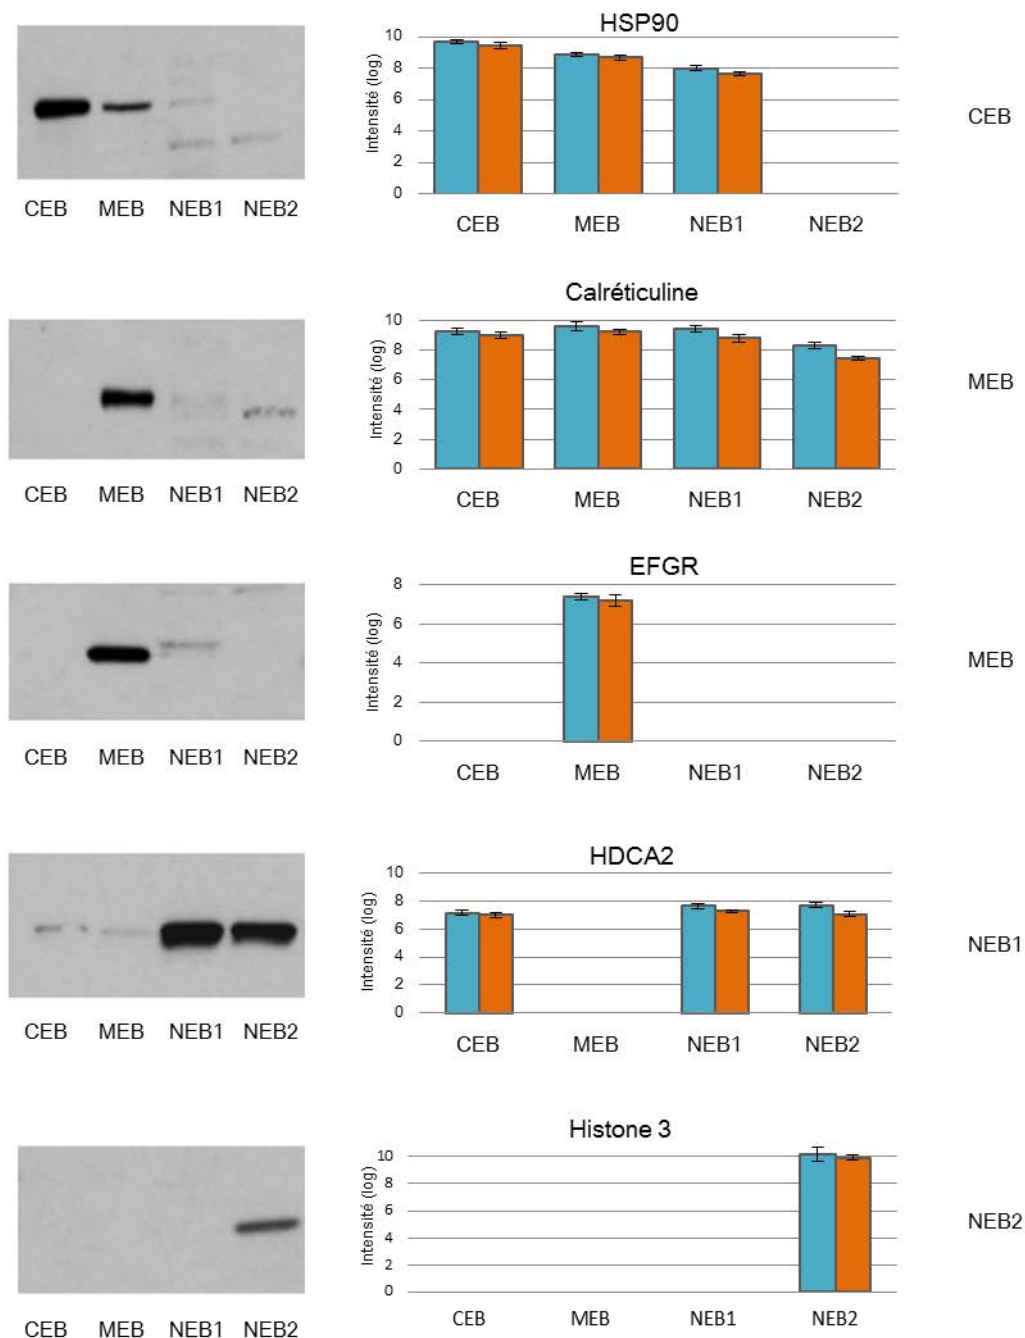 HSP90
10
8
6
4
2
0
Intensité (log)
CEB
CEB MEB NEB1 NEB2
CEB MEB NEB1 NEB2
Calréticuline
10
8
6
4
2
0
Intensité (log)
MEB
CEB MEB NEB1 NEB2
CEB MEB NEB1 NEB2
EFGR
8
6
4
2
0
Intensité (log)
MEB
CEB MEB NEB1 NEB2
CEB MEB NEB1 NEB2
HDCA2
10
8
6
4
2
0
Intensité (log)
NEB1
CEB MEB NEB1 NEB2
CEB MEB NEB1 NEB2
Histone 3
10
8
6
4
2
0
Intensité (log)
NEB2
CEB MEB NEB1 NEB2
CEB MEB NEB1 NEB2